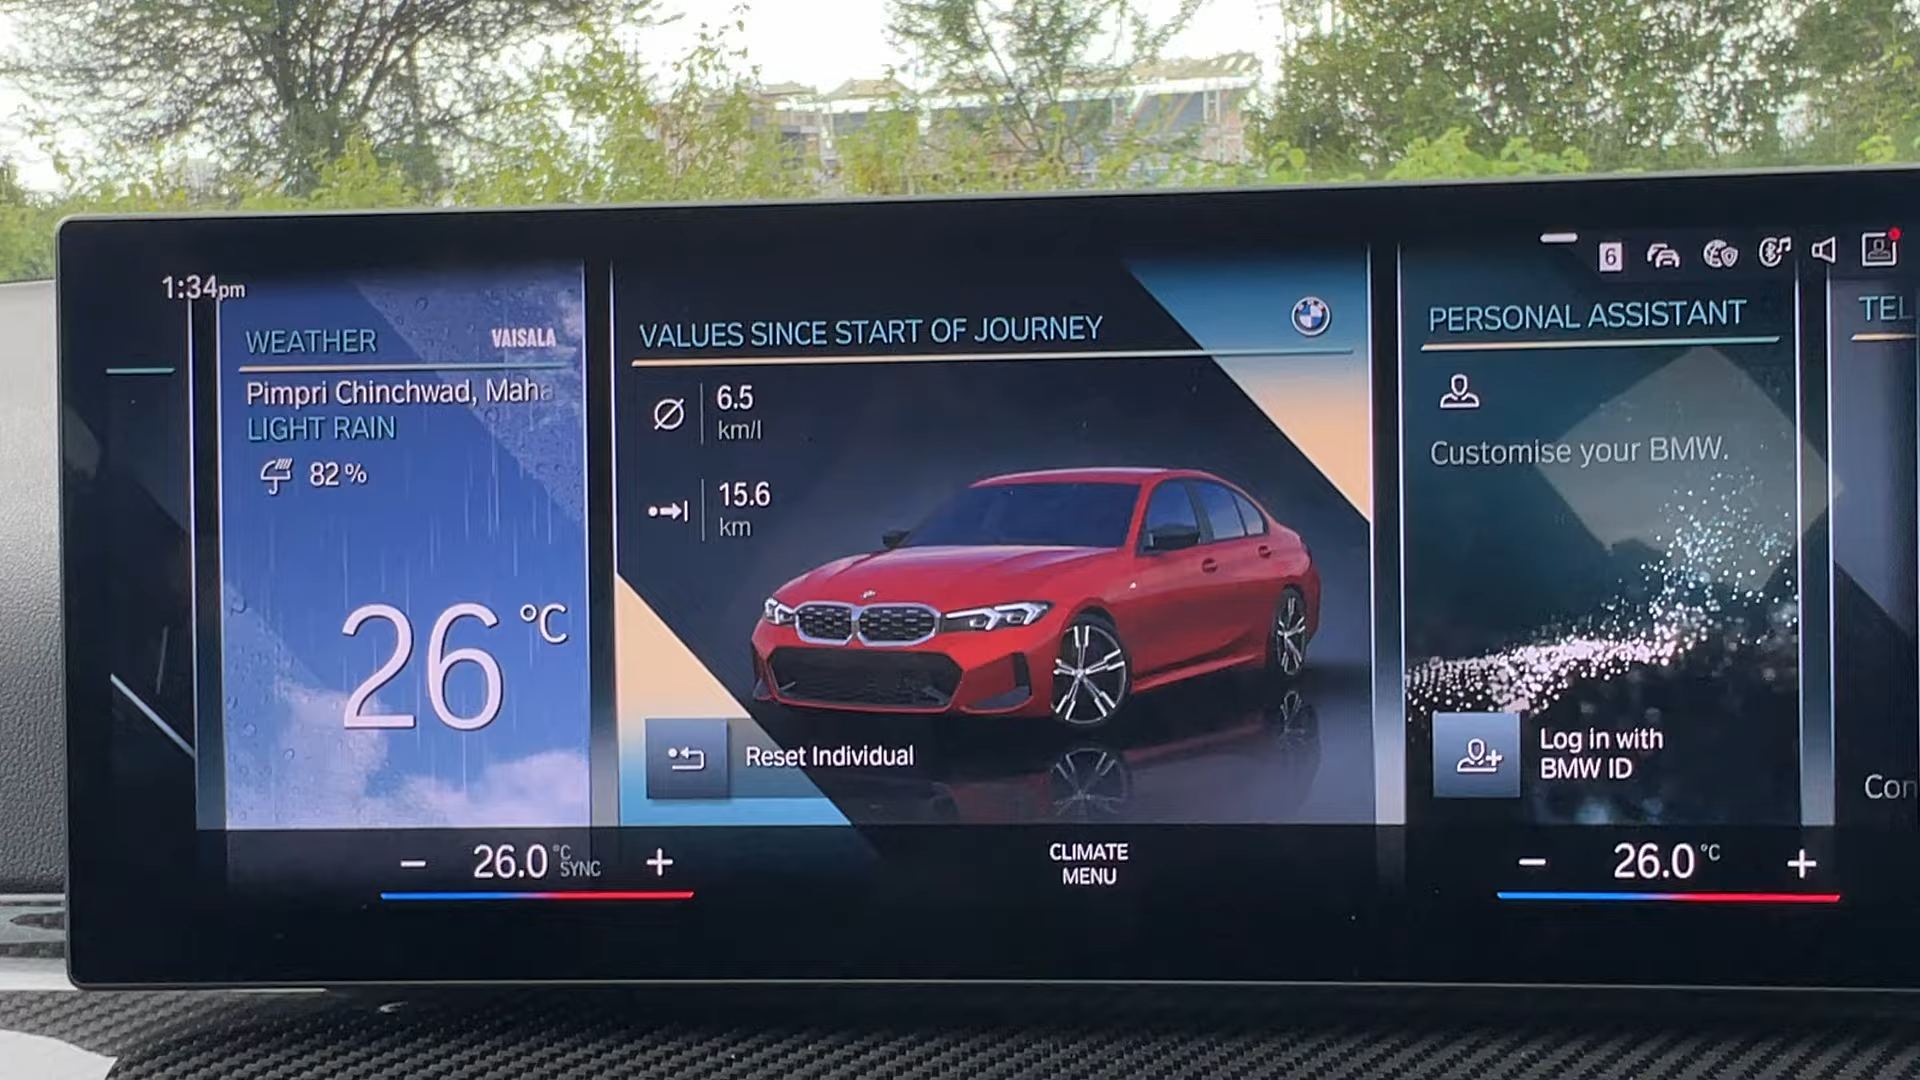 1:34pm
6
WEATHER
VAISALA
Pimpri Chinchwad, Maha
LIGHT RAIN
82 %
26 °C
VALUES SINCE START OF JOURNEY
6.5
km/l
15.6
km
Reset Individual
PERSONAL ASSISTANT
Customise your BMW.
Log in with
BMW ID
TEL
Con
− 26.0 °C SYNC +
CLIMATE
MENU
− 26.0 °C +